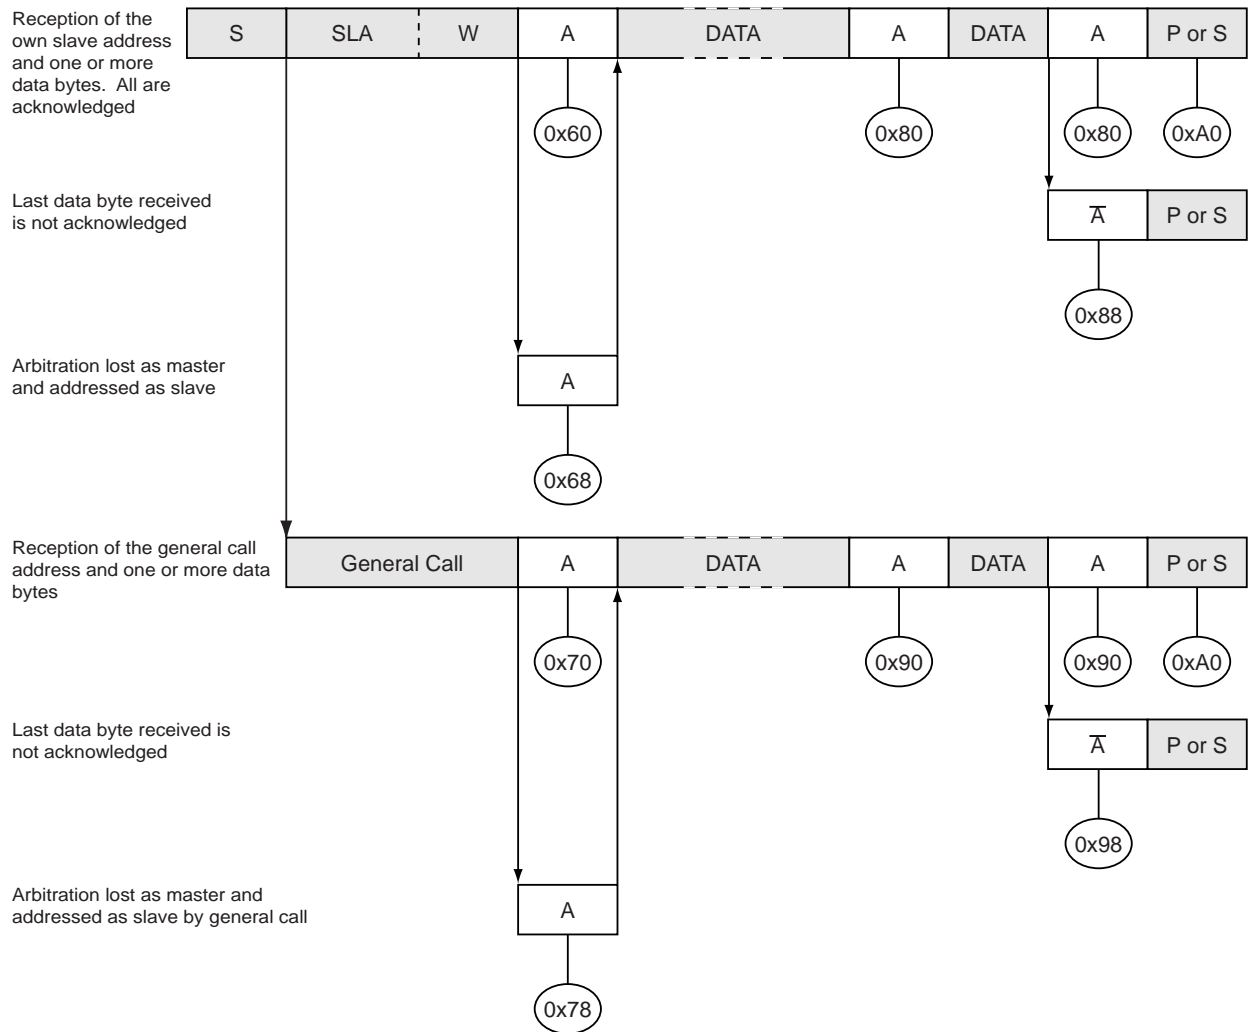 Reception of the
own slave address
and one or more
data bytes.  All are
acknowledged
S SLA W A DATA A DATA A P or S
0x60 0x80 0x80 0xA0
Last data byte received
is not acknowledged
A̅ P or S
0x88
Arbitration lost as master
and addressed as slave
A
0x68
Reception of the general call
address and one or more data
bytes
General Call A DATA A DATA A P or S
0x70 0x90 0x90 0xA0
Last data byte received is
not acknowledged
A̅ P or S
0x98
Arbitration lost as master and
addressed as slave by general call
A
0x78